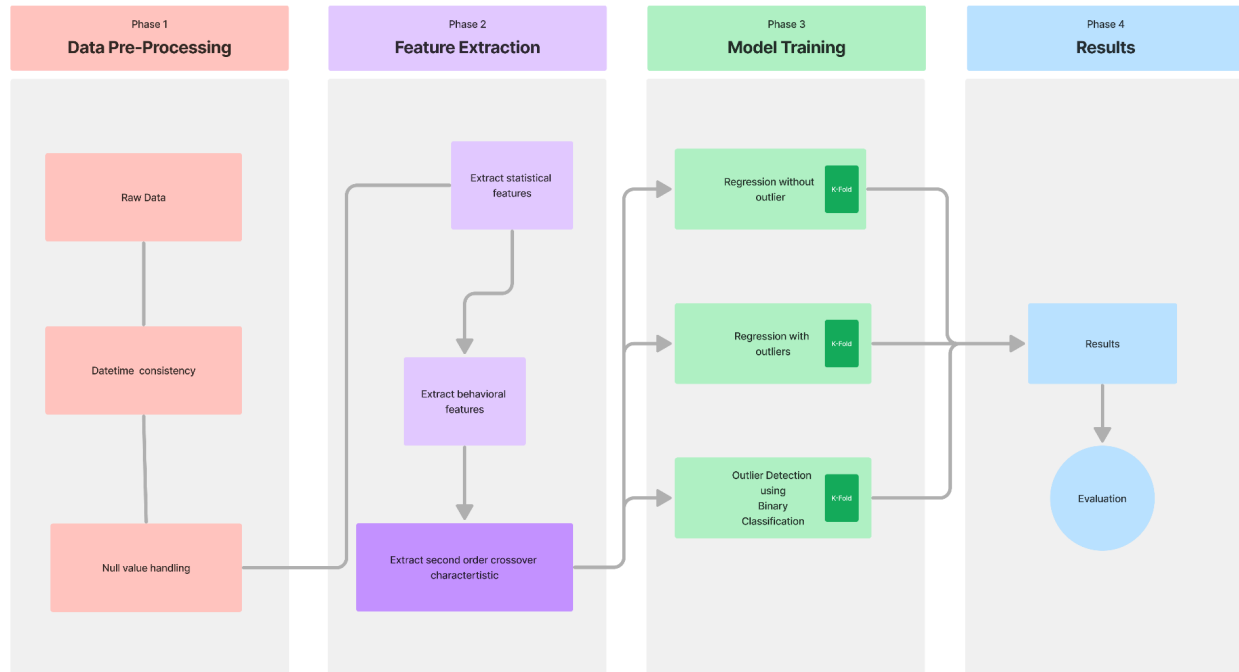 Phase 1
Data Pre-Processing
Phase 2
Feature Extraction
Phase 3
Model Training
Phase 4
Results
Raw Data
Datetime consistency
Null value handling
Extract statistical
features
Extract behavioral
features
Extract second order crossover
charactertistic
Regression without
outlier
K-Fold
Regression with
outliers
K-Fold
Outlier Detection
using
Binary
Classification
K-Fold
Results
Evaluation